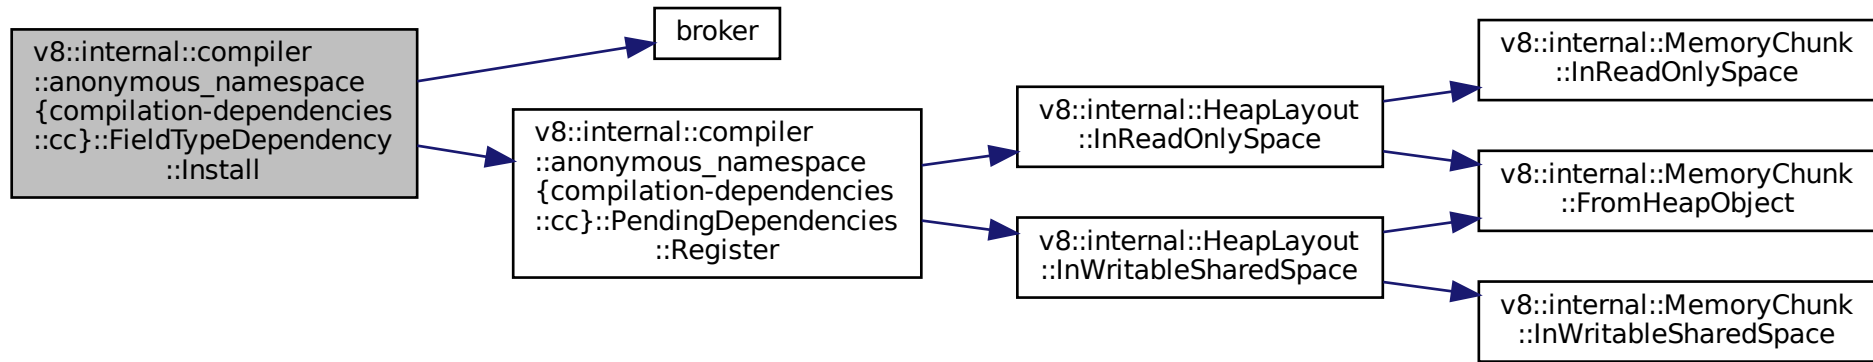 v8::internal::compiler
::anonymous_namespace
{compilation-dependencies
::cc}::FieldTypeDependency
::Install
broker
v8::internal::compiler
::anonymous_namespace
{compilation-dependencies
::cc}::PendingDependencies
::Register
v8::internal::HeapLayout
::InReadOnlySpace
v8::internal::HeapLayout
::InWritableSharedSpace
v8::internal::MemoryChunk
::InReadOnlySpace
v8::internal::MemoryChunk
::FromHeapObject
v8::internal::MemoryChunk
::InWritableSharedSpace